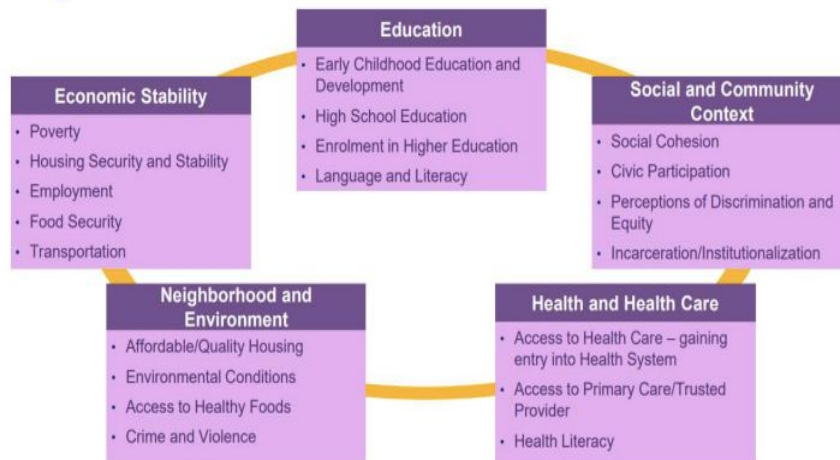 Education
• Early Childhood Education and
Development
• High School Education
• Enrolment in Higher Education
• Language and Literacy
Economic Stability
• Poverty
• Housing Security and Stability
• Employment
• Food Security
• Transportation
Social and Community
Context
• Social Cohesion
• Civic Participation
• Perceptions of Discrimination and
Equity
• Incarceration/Institutionalization
Neighborhood and
Environment
• Affordable/Quality Housing
• Environmental Conditions
• Access to Healthy Foods
• Crime and Violence
Health and Health Care
• Access to Health Care – gaining
entry into Health System
• Access to Primary Care/Trusted
Provider
• Health Literacy